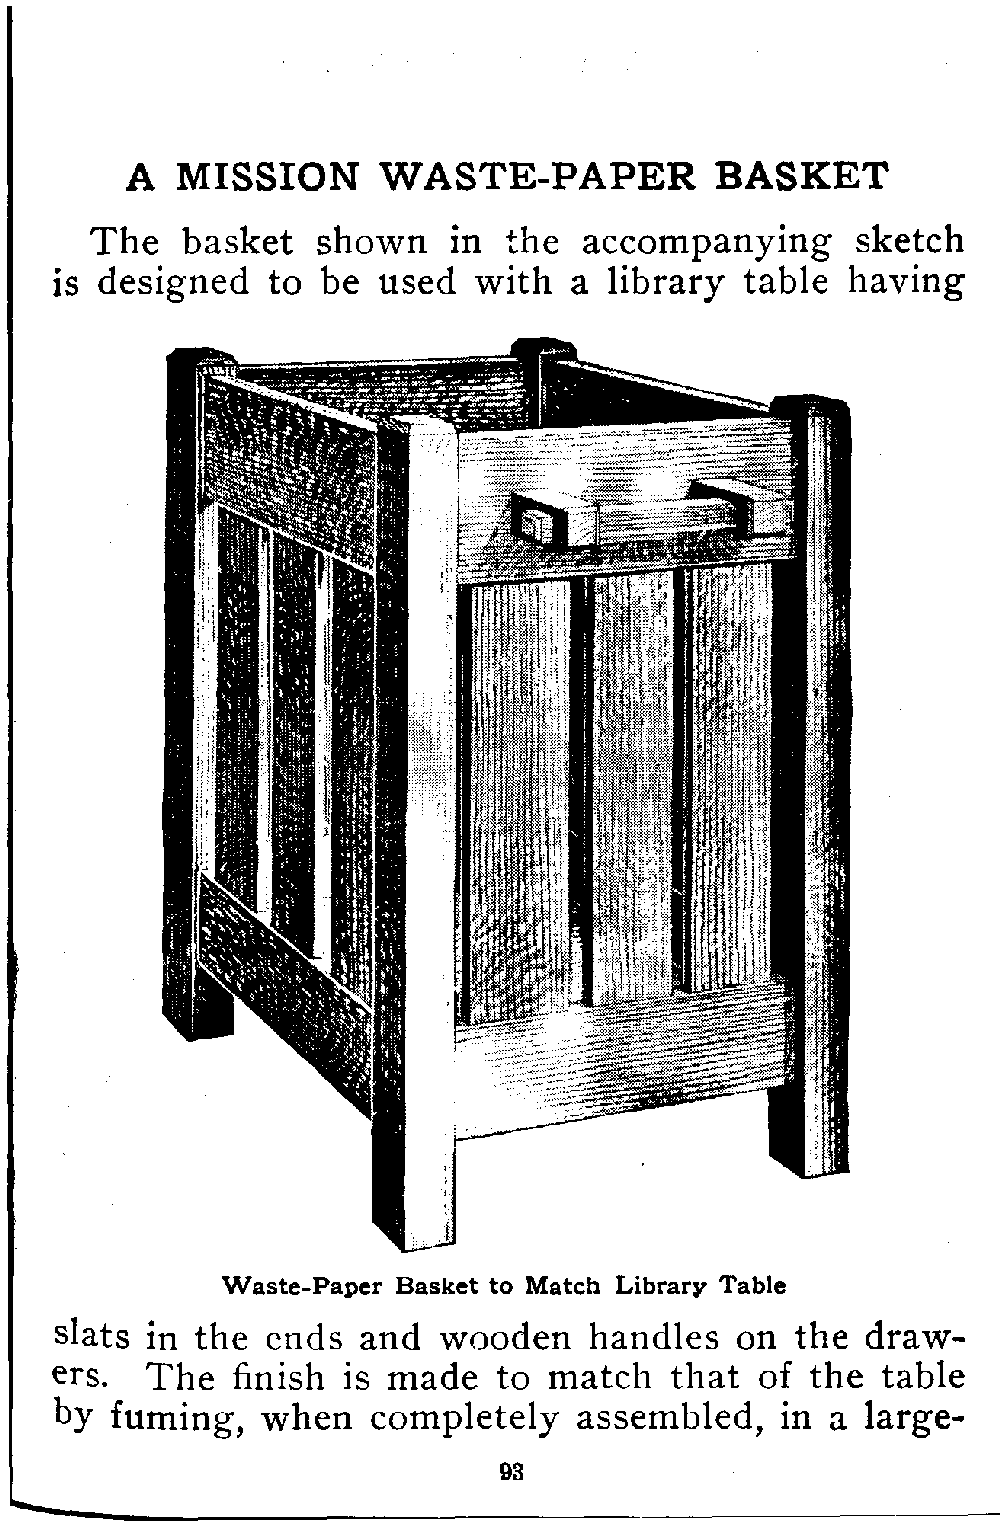 A MISSION WASTE-PAPER BASKET
The basket shown in the accompanying sketch
is designed to be used with a library table having
Waste-Paper Basket to Match Library Table
slats in the ends and wooden handles on the draw-
ers. The finish is made to match that of the table
by fuming, when completely assembled, in a large-
93